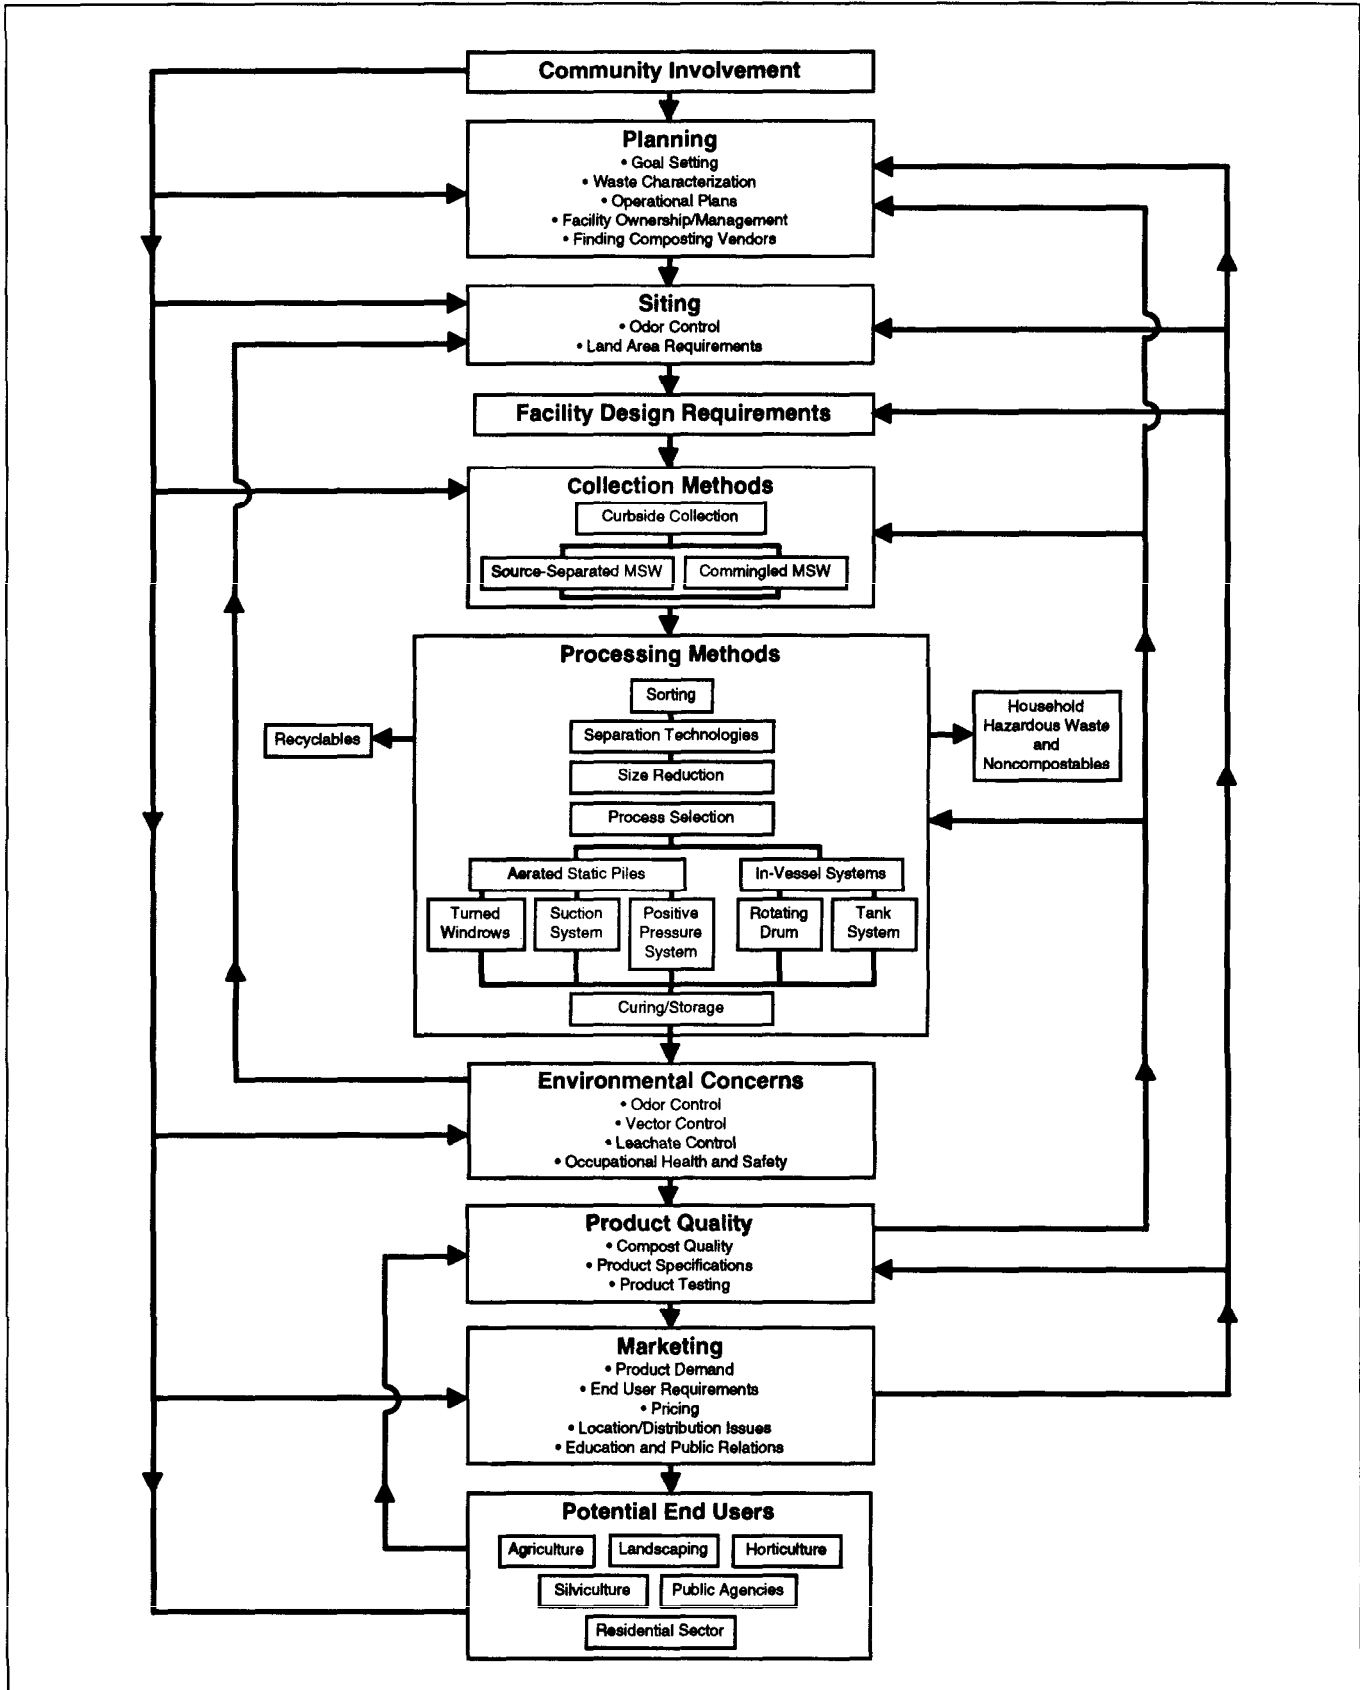 Community Involvement
Planning
• Goal Setting
• Waste Characterization
• Operational Plans
• Facility Ownership/Management
• Finding Composting Vendors
Siting
• Odor Control
• Land Area Requirements
Facility Design Requirements
Collection Methods
Curbside Collection
Source-Separated MSW
Commingled MSW
Processing Methods
Sorting
Separation Technologies
Size Reduction
Process Selection
Recyclables
Household
Hazardous Waste
and
Noncompostables
Aerated Static Piles
In-Vessel Systems
Turned
Windrows
Suction
System
Positive
Pressure
System
Rotating
Drum
Tank
System
Curing/Storage
Environmental Concerns
• Odor Control
• Vector Control
• Leachate Control
• Occupational Health and Safety
Product Quality
• Compost Quality
• Product Specifications
• Product Testing
Marketing
• Product Demand
• End User Requirements
• Pricing
• Location/Distribution Issues
• Education and Public Relations
Potential End Users
Agriculture
Landscaping
Horticulture
Silviculture
Public Agencies
Residential Sector